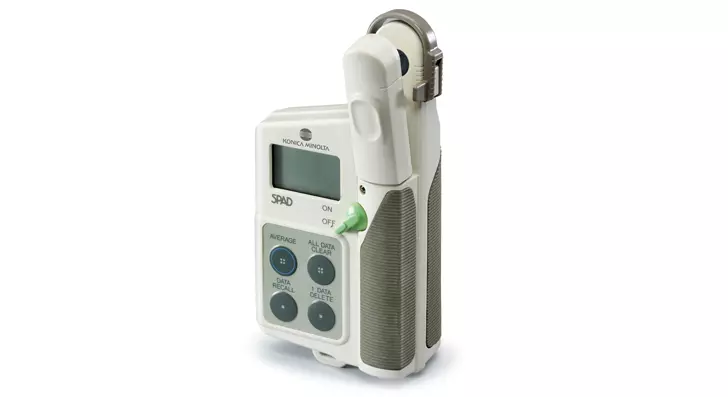 KONICA MINOLTA
SPAD
ON
OFF
AVERAGE
ALL DATA
CLEAR
DATA
RECALL
1 DATA
DELETE